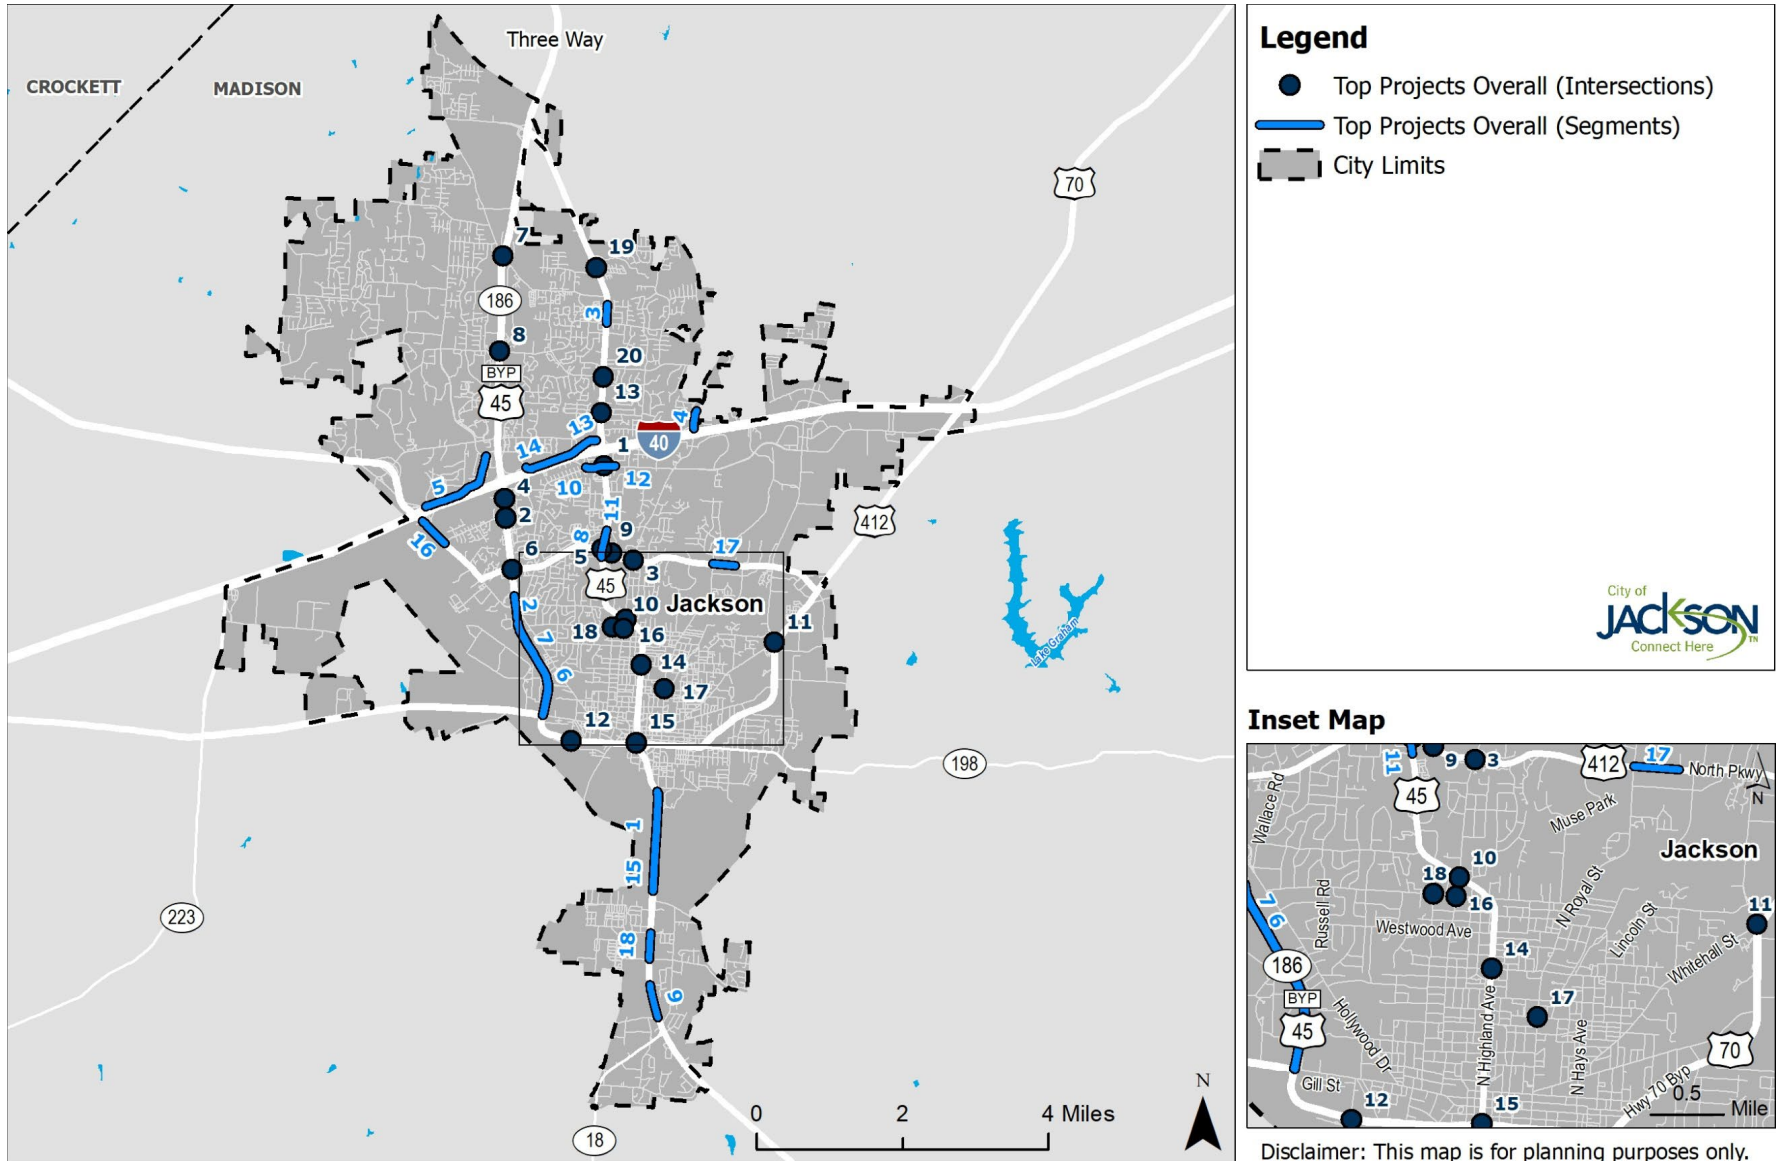 Three Way
CROCKETT
MADISON
70
7
19
186
3
8
20
BYP
13
45
4
13
40
1
14
12
5
4
10
2
11
412
9
16
8
6
5
17
3
45
2
10
Jackson
11
18
16
7
14
Lake Graham
6
17
12
15
198
1
15
223
18
9
N
0
2
4 Miles
18
Legend
Top Projects Overall (Intersections)
Top Projects Overall (Segments)
City Limits
City of
JACKSON
TN
Connect Here
Inset Map
11
9
3
412
17
North Pkwy
N
45
Wallace Rd
Muse Park
Jackson
10
18
16
N Royal St
11
7 6
Russell Rd
Westwood Ave
Lincoln St
14
Whitehall St
186
17
BYP
45
Hollywood Dr
N Highland Ave
N Hays Ave
70
Gill St
Hwy 70 Byp
0.5
Mile
12
15
Disclaimer: This map is for planning purposes only.